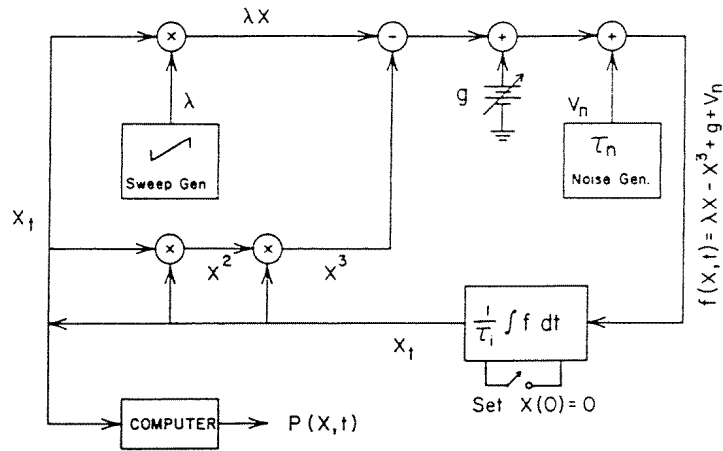 λX
×
−
+
+
λ
g
V_n
Sweep Gen
τ_n
Noise Gen.
f(X,t) = λX − X³ + g + V_n
X_t
×
×
X²
X³
1/τ_i ∫ f dt
X_t
Set X(0) = 0
COMPUTER
P(X,t)